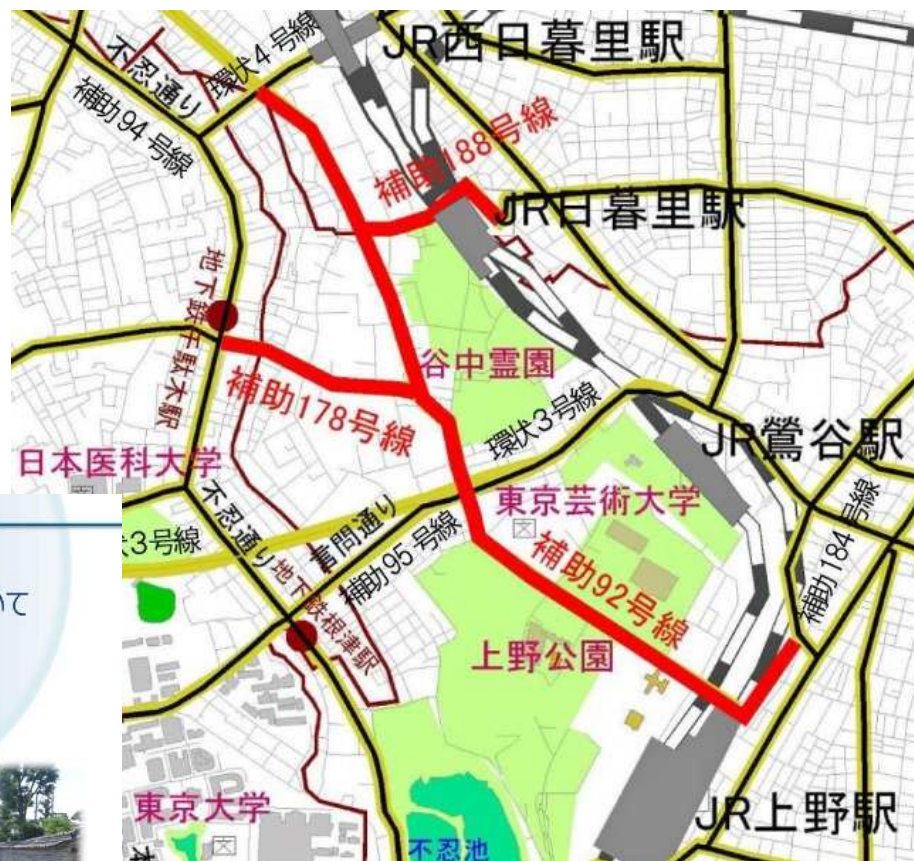 JR西日暮里駅
不忍通り
環状4号線
補助94号線
補助188号線
JR日暮里駅
地下鉄千駄木駅
谷中霊園
補助178号線
環状3号線
JR鶯谷駅
日本医科大学
東京芸術大学
補助184号線
3号線
不忍通り
言問通り
補助95号線
補助92号線
いて
地下鉄根津駅
上野公園
東京大学
JR上野駅
不忍池